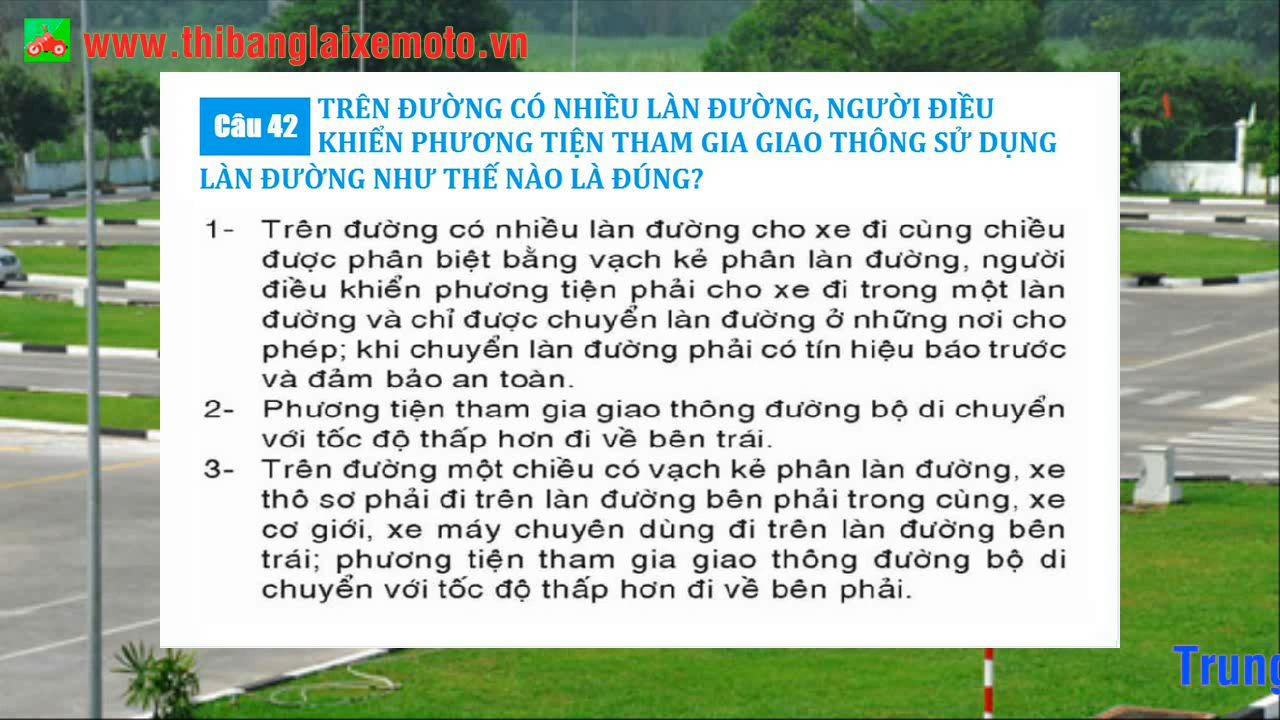 www.thibanglaixemoto.vn
Câu 42 TRÊN ĐƯỜNG CÓ NHIỀU LÀN ĐƯỜNG, NGƯỜI ĐIỀU
KHIỂN PHƯƠNG TIỆN THAM GIA GIAO THÔNG SỬ DỤNG
LÀN ĐƯỜNG NHƯ THẾ NÀO LÀ ĐÚNG?
1- Trên đường có nhiều làn đường cho xe đi cùng chiều
được phân biệt bằng vạch kẻ phân làn đường, người
điều khiển phương tiện phải cho xe đi trong một làn
đường và chỉ được chuyển làn đường ở những nơi cho
phép; khi chuyển làn đường phải có tín hiệu báo trước
và đảm bảo an toàn.
2- Phương tiện tham gia giao thông đường bộ di chuyển
với tốc độ thấp hơn đi về bên trái.
3- Trên đường một chiều có vạch kẻ phân làn đường, xe
thô sơ phải đi trên làn đường bên phải trong cùng, xe
cơ giới, xe máy chuyên dùng đi trên làn đường bên
trái; phương tiện tham gia giao thông đường bộ di
chuyển với tốc độ thấp hơn đi về bên phải.
Trung